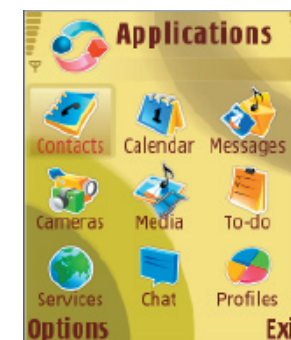 Applications
Contacts Calendar Messages
Cameras Media To-do
Services Chat Profiles
Options Exi